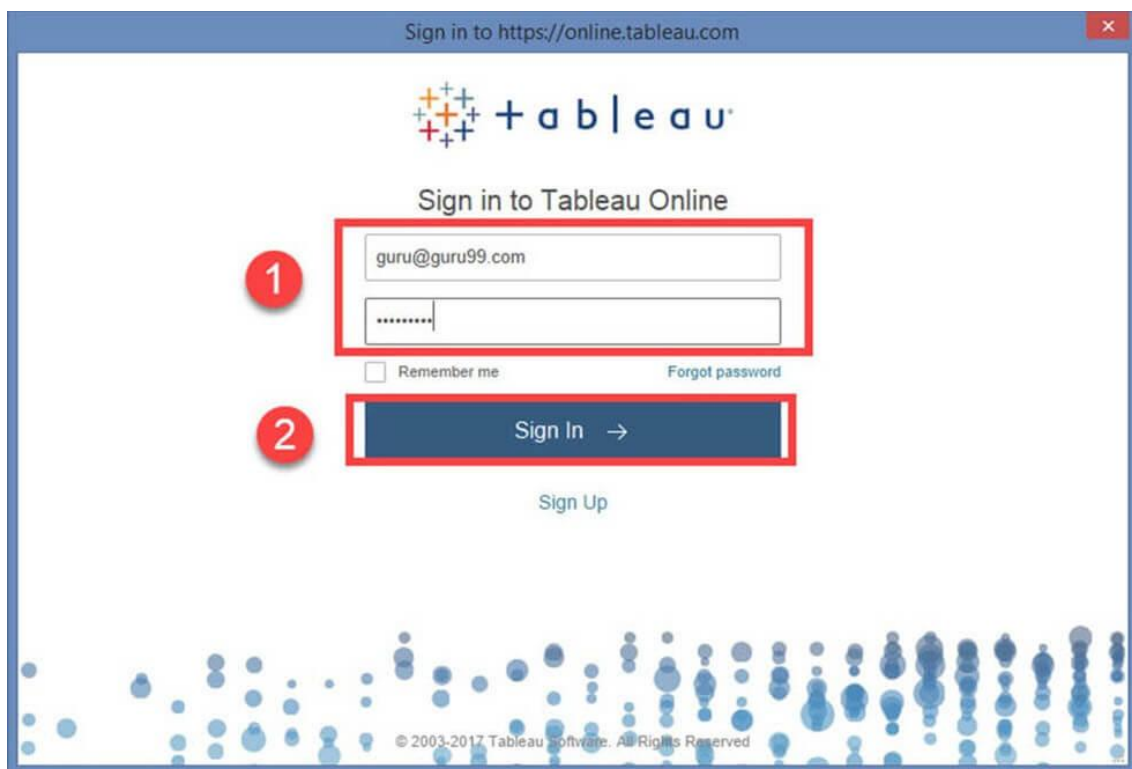 Sign in to https://online.tableau.com
+ a b | e a u
Sign in to Tableau Online
1
guru@guru99.com
•••••••••
Remember me Forgot password
2
Sign In →
Sign Up
© 2003-2017 Tableau Software. All Rights Reserved